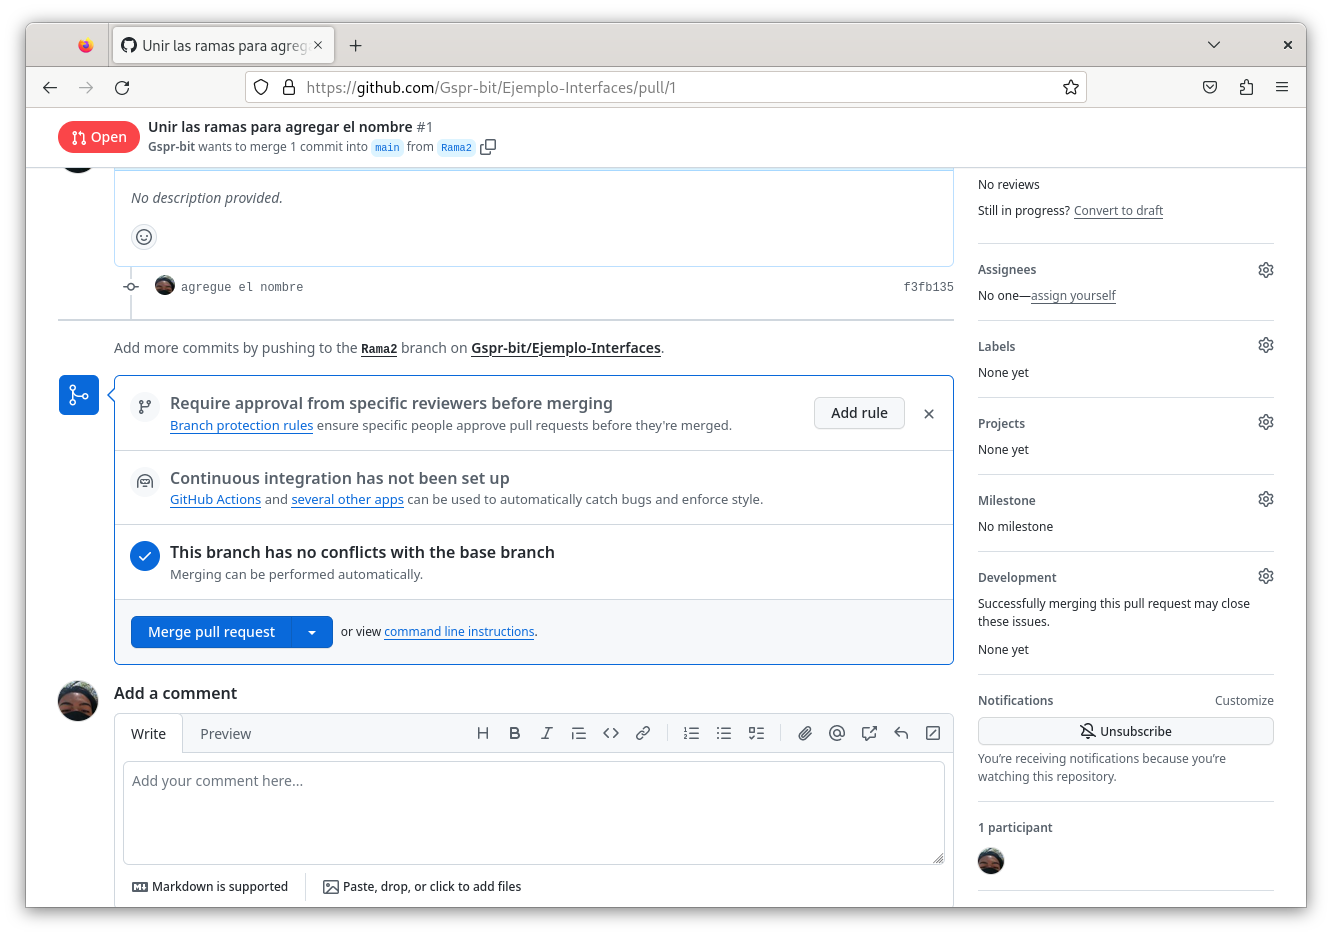 Unir las ramas para agreg
https://github.com/Gspr-bit/Ejemplo-Interfaces/pull/1
Open
Unir las ramas para agregar el nombre #1
Gspr-bit wants to merge 1 commit into main from Rama2
No description provided.
agregue el nombre f3fb135
Add more commits by pushing to the Rama2 branch on Gspr-bit/Ejemplo-Interfaces.
Require approval from specific reviewers before merging
Branch protection rules ensure specific people approve pull requests before they're merged.
Add rule
Continuous integration has not been set up
GitHub Actions and several other apps can be used to automatically catch bugs and enforce style.
This branch has no conflicts with the base branch
Merging can be performed automatically.
Merge pull request or view command line instructions.
Add a comment
Write Preview
Add your comment here...
Markdown is supported Paste, drop, or click to add files
No reviews
Still in progress? Convert to draft
Assignees
No one—assign yourself
Labels
None yet
Projects
None yet
Milestone
No milestone
Development
Successfully merging this pull request may close
these issues.
None yet
Notifications Customize
Unsubscribe
You’re receiving notifications because you’re
watching this repository.
1 participant